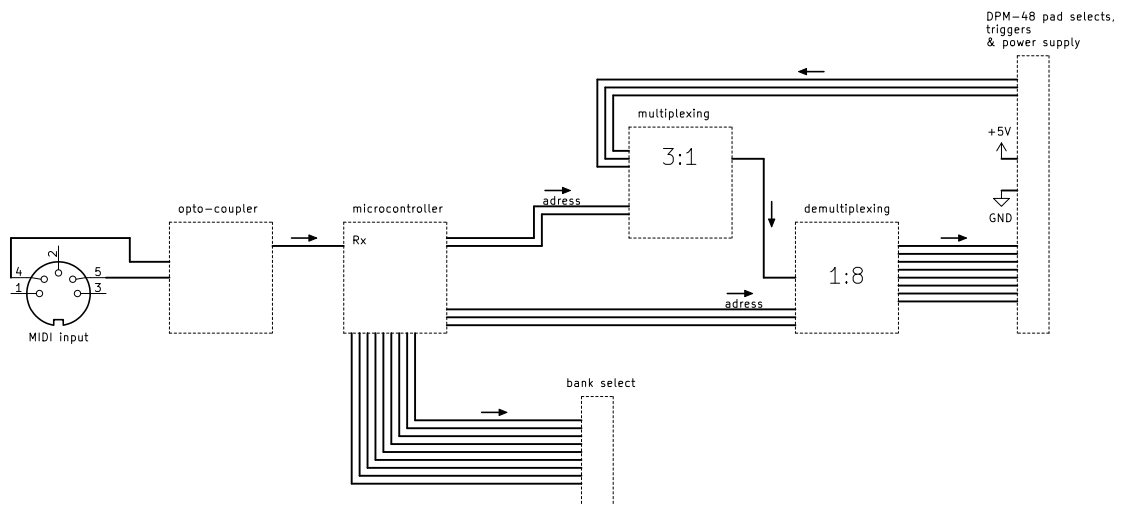 DPM-48 pad selects,
triggers
& power supply
multiplexing
3:1
+5V
GND
adress
opto-coupler
microcontroller
demultiplexing
Rx
1:8
adress
2
4
5
1
3
MIDI input
bank select